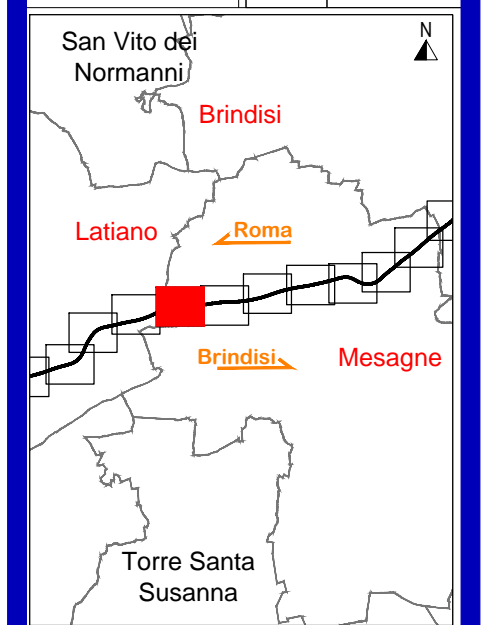 San Vito dei
Normanni
N
Brindisi
Latiano
Roma
Brindisi
Mesagne
Torre Santa
Susanna